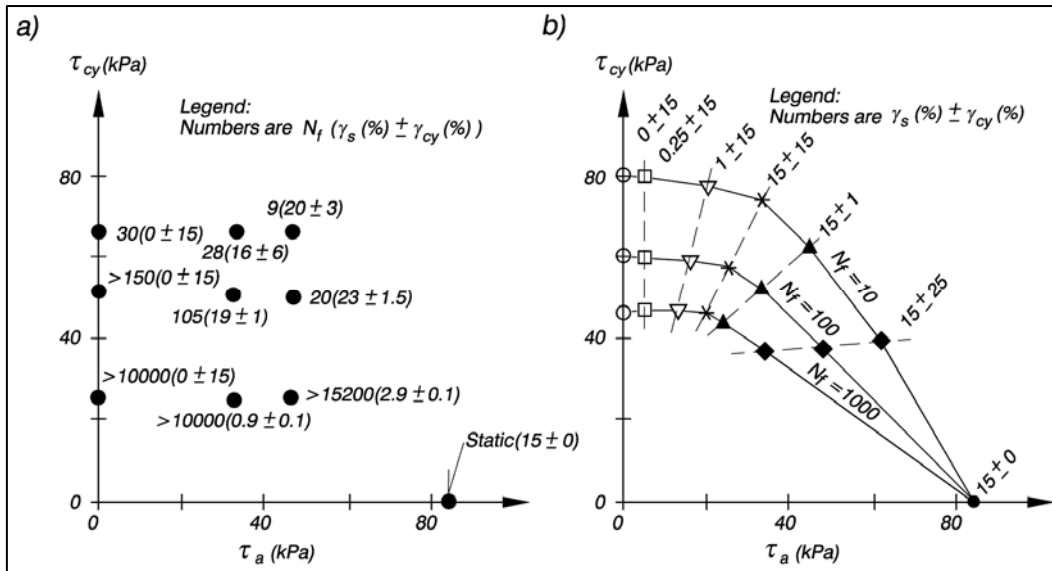 a)
τcy (kPa)
Legend:
Numbers are Nf (γs (%) ± γcy (%) )
80
40
0
9(20 ± 3)
30(0 ± 15)
28(16 ± 6)
>150(0 ± 15)
105(19 ± 1)
20(23 ± 1.5)
>10000(0 ± 15)
>15200(2.9 ± 0.1)
>10000(0.9 ± 0.1)
Static(15 ± 0)
0
40
80
τa (kPa)
b)
τcy (kPa)
Legend:
Numbers are γs (%) ± γcy (%)
0 ± 15
0.25 ± 15
1 ± 15
15 ± 15
15 ± 1
15 ± 25
15 ± 0
Nf = 10
Nf = 100
Nf = 1000
80
40
0
0
40
80
τa (kPa)